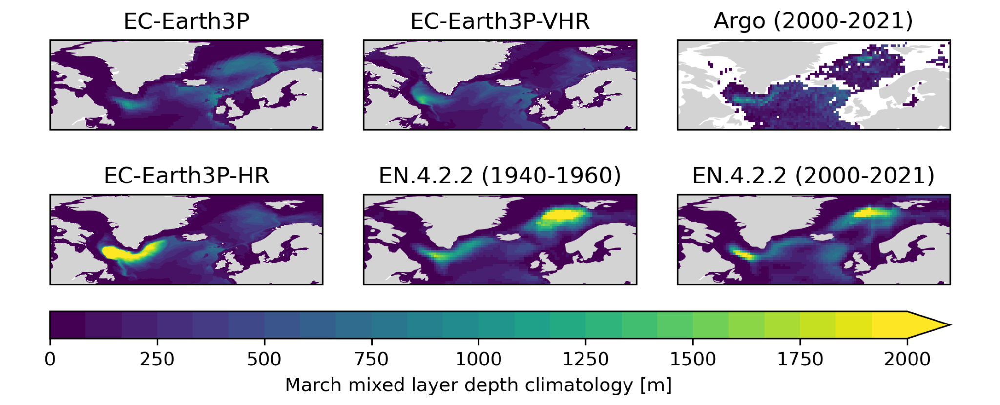 EC-Earth3P
EC-Earth3P-VHR
Argo (2000-2021)
EC-Earth3P-HR
EN.4.2.2 (1940-1960)
EN.4.2.2 (2000-2021)
0 250 500 750 1000 1250 1500 1750 2000
March mixed layer depth climatology [m]